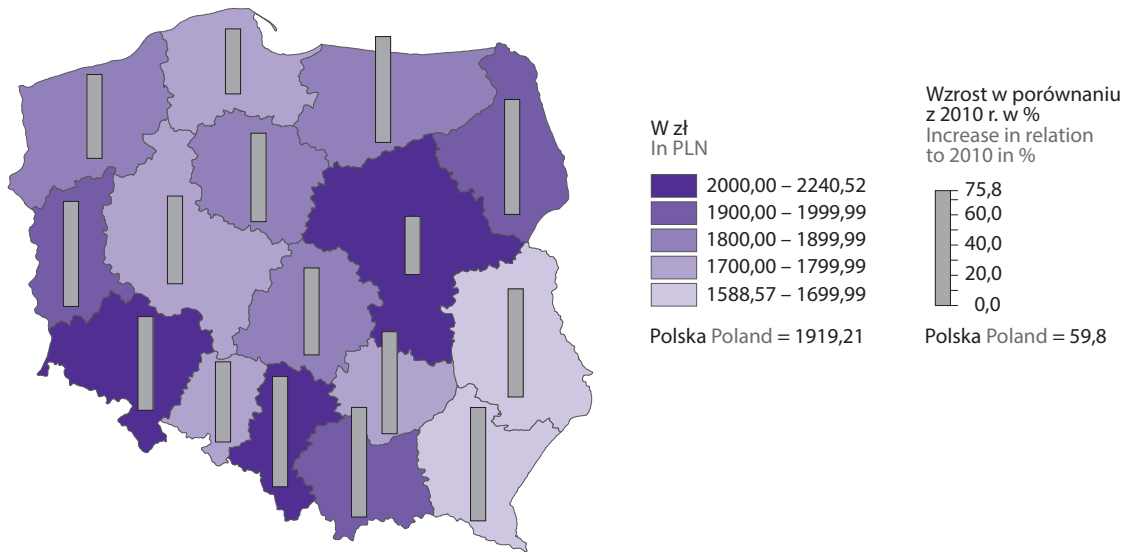 W zł
In PLN
2000,00 – 2240,52
1900,00 – 1999,99
1800,00 – 1899,99
1700,00 – 1799,99
1588,57 – 1699,99
Polska Poland = 1919,21
Wzrost w porównaniu
z 2010 r. w %
Increase in relation
to 2010 in %
75,8
60,0
40,0
20,0
0,0
Polska Poland = 59,8